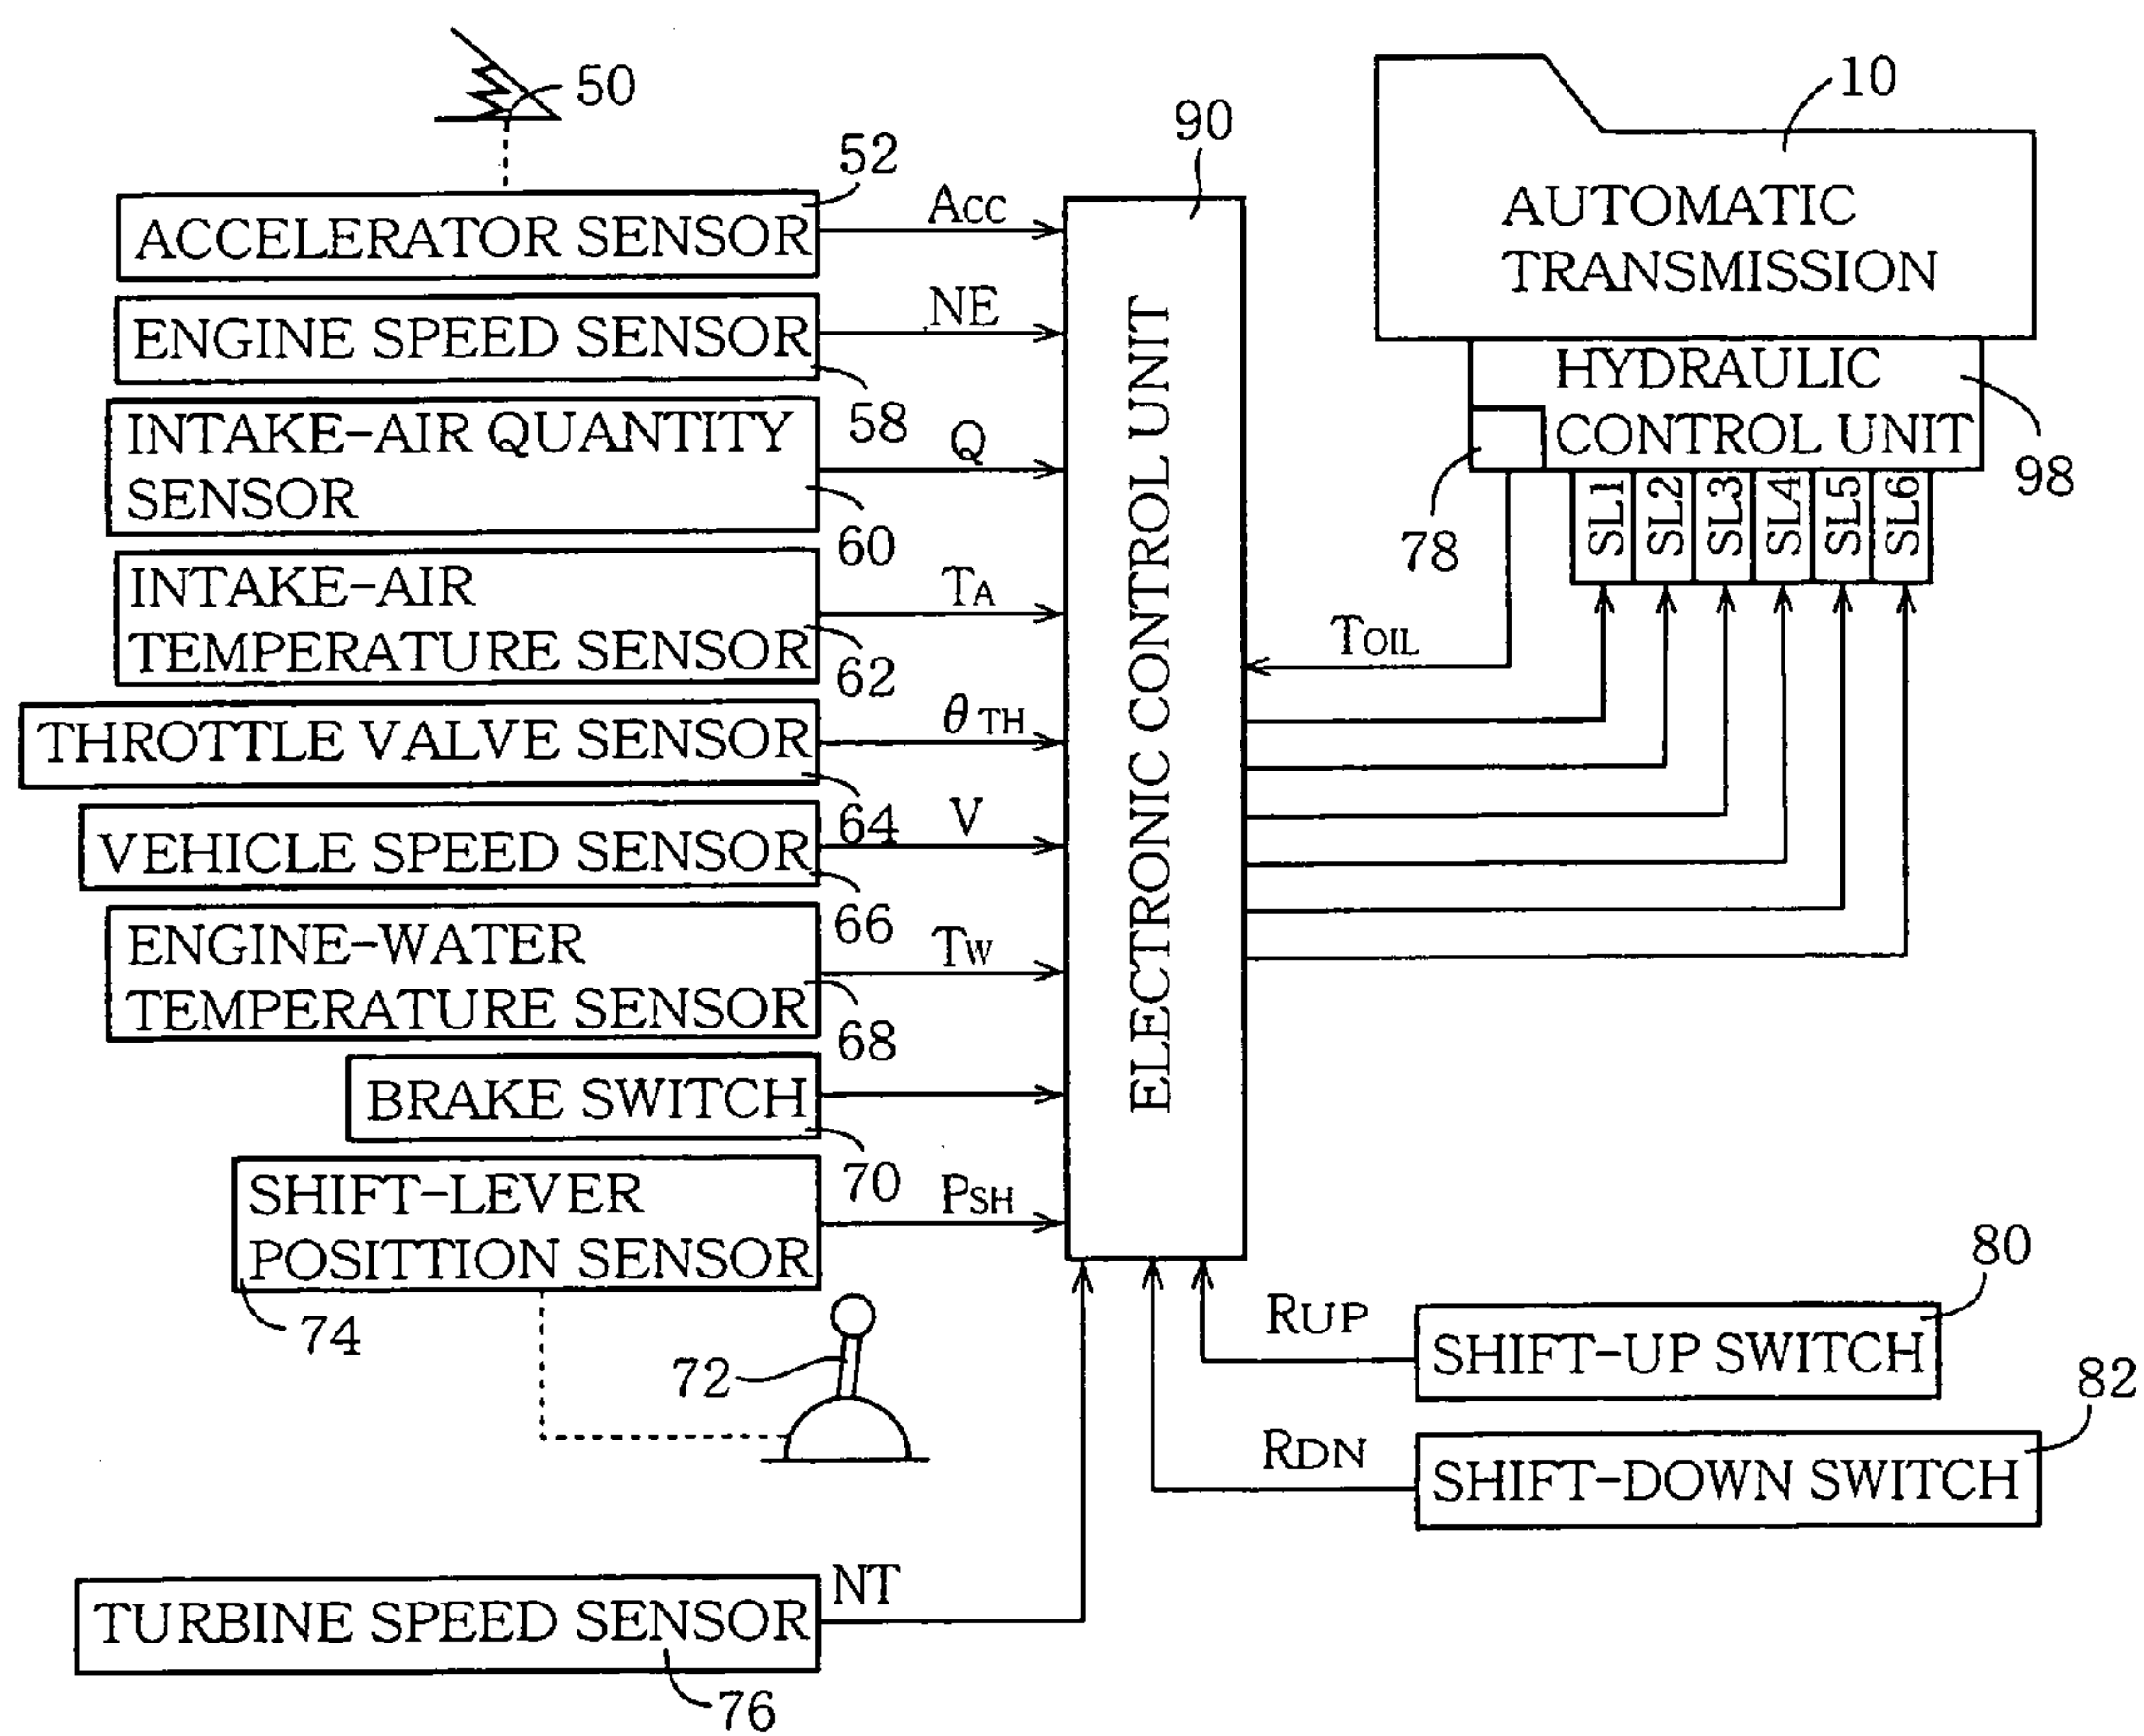 50
52
ACCELERATOR SENSOR
ACC
ENGINE SPEED SENSOR
NE
58
INTAKE-AIR QUANTITY
SENSOR
Q
60
INTAKE-AIR
TEMPERATURE SENSOR
TA
62
THROTTLE VALVE SENSOR
θTH
64
VEHICLE SPEED SENSOR
V
66
ENGINE-WATER
TEMPERATURE SENSOR
TW
68
BRAKE SWITCH
70
SHIFT-LEVER
POSITTION SENSOR
PSH
74
72
TURBINE SPEED SENSOR
NT
76
90
ELECTRONIC CONTROL UNIT
10
AUTOMATIC
TRANSMISSION
HYDRAULIC
CONTROL UNIT
98
78
SL1
SL2
SL3
SL4
SL5
SL6
TOIL
80
RUP
SHIFT-UP SWITCH
82
RDN
SHIFT-DOWN SWITCH